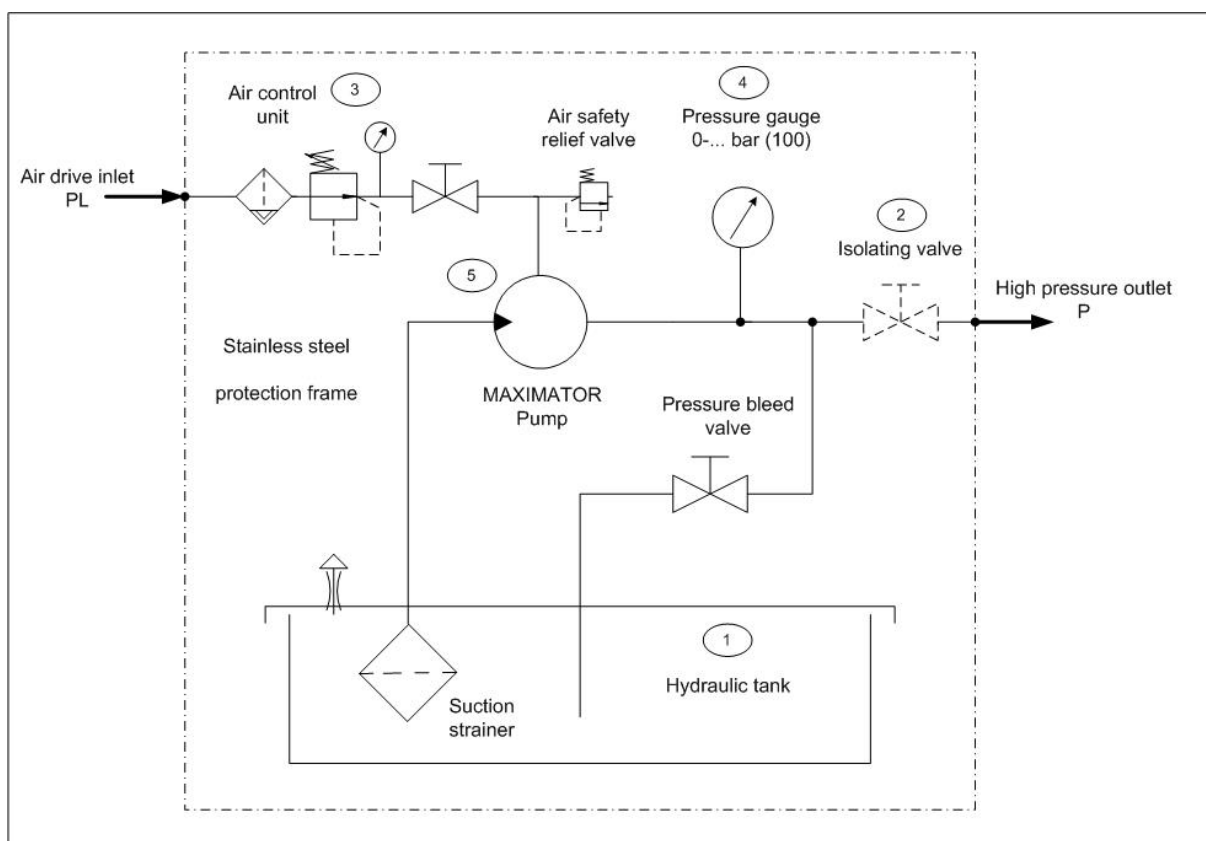 3
Air control
unit
Air drive inlet
PL
Air safety
relief valve
4
Pressure gauge
0-... bar (100)
2
Isolating valve
High pressure outlet
P
5
MAXIMATOR
Pump
Stainless steel
protection frame
Pressure bleed
valve
1
Hydraulic tank
Suction
strainer